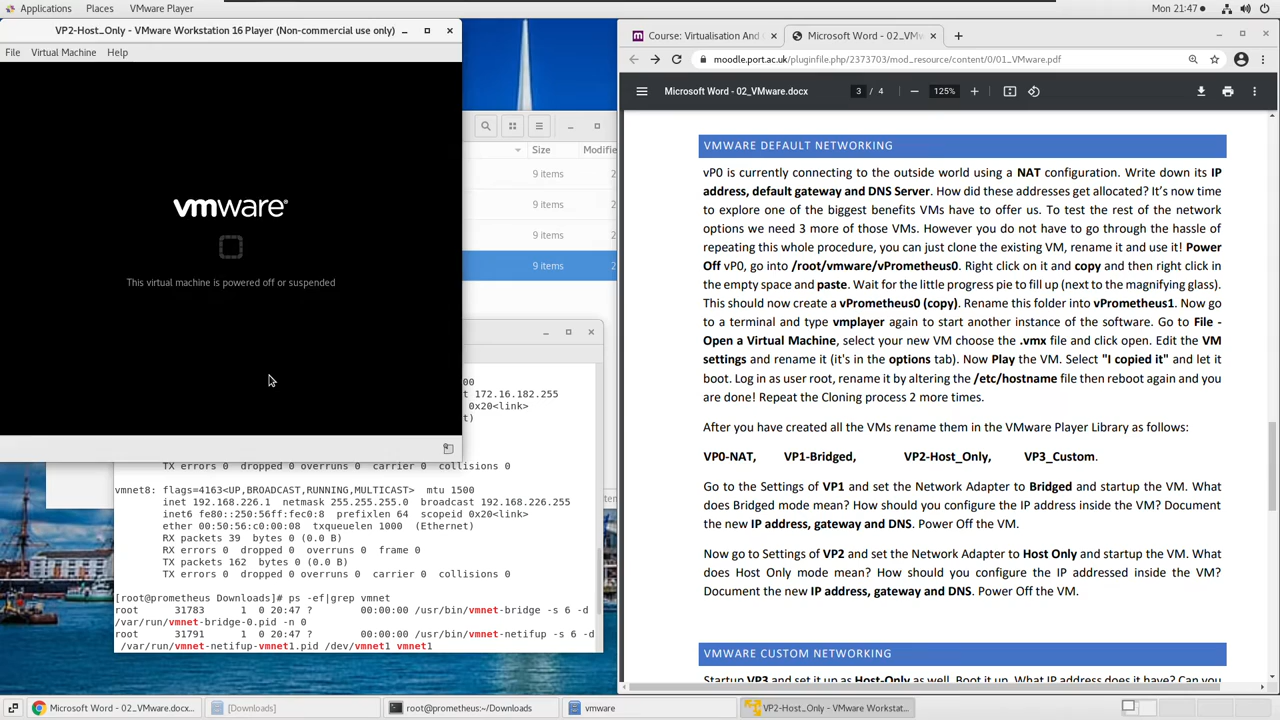 Applications Places VMware Player Mon 21:47
VP2-Host_Only - VMware Workstation 16 Player (Non-commercial use only)
File Virtual Machine Help
vmware®
This virtual machine is powered off or suspended
Size Modifie
9 items 2
9 items 2
9 items 2
9 items 2
00
t 172.16.182.255
0x20<link>
t)
TX errors 0 dropped 0 overruns 0 carrier 0 collisions 0
vmnet8: flags=4163<UP,BROADCAST,RUNNING,MULTICAST> mtu 1500
inet 192.168.226.1 netmask 255.255.255.0 broadcast 192.168.226.255
inet6 fe80::250:56ff:fec0:8 prefixlen 64 scopeid 0x20<link>
ether 00:50:56:c0:00:08 txqueuelen 1000 (Ethernet)
RX packets 39 bytes 0 (0.0 B)
RX errors 0 dropped 0 overruns 0 frame 0
TX packets 162 bytes 0 (0.0 B)
TX errors 0 dropped 0 overruns 0 carrier 0 collisions 0
[root@prometheus Downloads]# ps -ef|grep vmnet
root 31783 1 0 20:47 ? 00:00:00 /usr/bin/vmnet-bridge -s 6 -d
/var/run/vmnet-bridge-0.pid -n 0
root 31791 1 0 20:47 ? 00:00:00 /usr/bin/vmnet-netifup -s 6 -d
/var/run/vmnet-netifup-vmnet1.pid /dev/vmnet1 vmnet1
Course: Virtualisation And Microsoft Word - 02_VMw
moodle.port.ac.uk/pluginfile.php/2373703/mod_resource/content/0/01_VMware.pdf
Microsoft Word - 02_VMware.docx 3 / 4 125%
VMWARE DEFAULT NETWORKING
vP0 is currently connecting to the outside world using a NAT configuration. Write down its IP
address, default gateway and DNS Server. How did these addresses get allocated? It's now time
to explore one of the biggest benefits VMs have to offer us. To test the rest of the network
options we need 3 more of those VMs. However you do not have to go through the hassle of
repeating this whole procedure, you can just clone the existing VM, rename it and use it! Power
Off vP0, go into /root/vmware/vPrometheus0. Right click on it and copy and then right click in
the empty space and paste. Wait for the little progress pie to fill up (next to the magnifying glass).
This should now create a vPrometheus0 (copy). Rename this folder into vPrometheus1. Now go
to a terminal and type vmplayer again to start another instance of the software. Go to File -
Open a Virtual Machine, select your new VM choose the .vmx file and click open. Edit the VM
settings and rename it (it's in the options tab). Now Play the VM. Select "I copied it" and let it
boot. Log in as user root, rename it by altering the /etc/hostname file then reboot again and you
are done! Repeat the Cloning process 2 more times.
After you have created all the VMs rename them in the VMware Player Library as follows:
VP0-NAT, VP1-Bridged, VP2-Host_Only, VP3_Custom.
Go to the Settings of VP1 and set the Network Adapter to Bridged and startup the VM. What
does Bridged mode mean? How should you configure the IP address inside the VM? Document
the new IP address, gateway and DNS. Power Off the VM.
Now go to Settings of VP2 and set the Network Adapter to Host Only and startup the VM. What
does Host Only mode mean? How should you configure the IP addressed inside the VM?
Document the new IP address, gateway and DNS. Power Off the VM.
VMWARE CUSTOM NETWORKING
Startup VP3 and set it up as Host-Only as well. Boot it up. What IP address does it have? Can you
Microsoft Word - 02_VMware.docx... [Downloads] root@prometheus:~/Downloads vmware VP2-Host_Only - VMware Workstat...